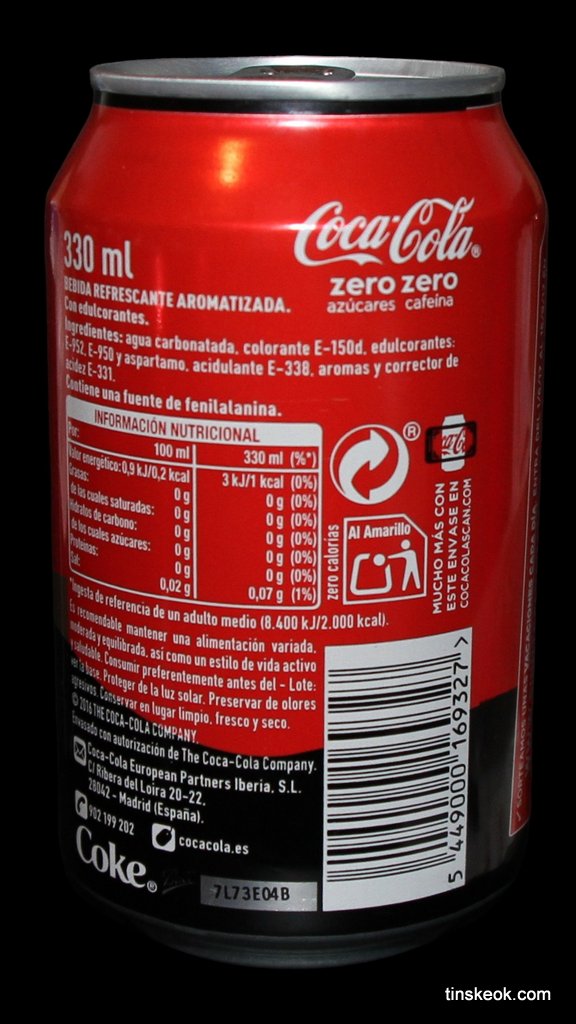 Coca-Cola®
zero zero
azúcares cafeína
330 ml
BEBIDA REFRESCANTE AROMATIZADA.
Con edulcorantes.
Ingredientes: agua carbonatada, colorante E-150d, edulcorantes:
E-952, E-950 y aspartamo, acidulante E-338, aromas y corrector de
acidez E-331.
Contiene una fuente de fenilalanina.
INFORMACIÓN NUTRICIONAL
Por: 100 ml 330 ml (%*)
Valor energético: 0,9 kJ/0,2 kcal 3 kJ/1 kcal (0%)
Grasas: 0 g 0 g (0%)
de las cuales saturadas: 0 g 0 g (0%)
Hidratos de carbono: 0 g 0 g (0%)
de los cuales azúcares: 0 g 0 g (0%)
Proteínas: 0 g 0 g (0%)
Sal: 0,02 g 0,07 g (1%)
zero calorías
®
Al Amarillo
MUCHO MÁS CON
ESTE ENVASE EN
COCACOLASCAN.COM
*Ingesta de referencia de un adulto medio (8.400 kJ/2.000 kcal).
Es recomendable mantener una alimentación variada,
moderada y equilibrada, así como un estilo de vida activo
y saludable. Consumir preferentemente antes del - Lote:
ver la base. Proteger de la luz solar. Preservar de olores
agresivos. Conservar en lugar limpio, fresco y seco.
© 2016 THE COCA-COLA COMPANY.
Envasado con autorización de The Coca-Cola Company.
Coca-Cola European Partners Iberia, S.L.
C/ Ribera del Loira 20-22.
28042 - Madrid (España).
902 199 202 cocacola.es
Coke®
7L73E04B
5 449000 169327 >
SORTEAMOS UNAS VACACIONES CADA DÍA.
tinskeok.com